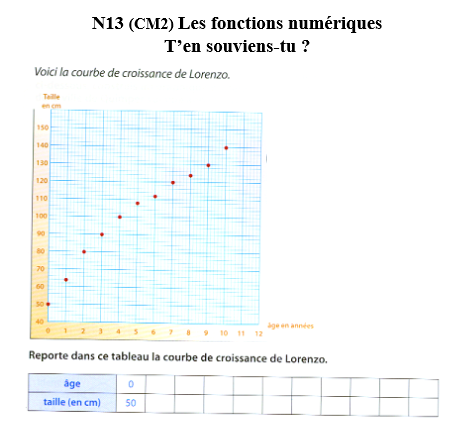 N13 (CM2) Les fonctions numériques
T'en souviens-tu ?
Voici la courbe de croissance de Lorenzo.
Taille
en cm
150
140
130
120
110
100
90
80
70
60
50
40
0 1 2 3 4 5 6 7 8 9 10 11 12 âge en années
Reporte dans ce tableau la courbe de croissance de Lorenzo.
âge 0
taille (en cm) 50